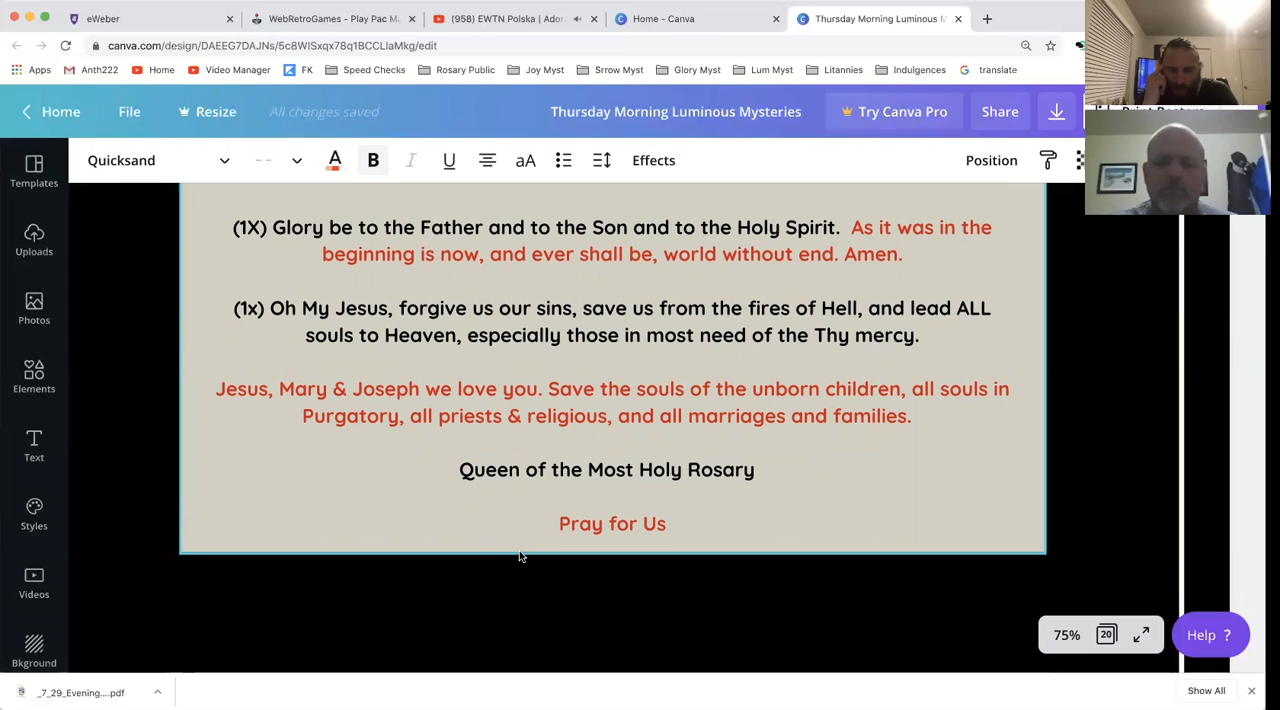 eWeber
WebRetroGames - Play Pac M
(958) EWTN Polska | Ador
Home - Canva
Thursday Morning Luminous M
canva.com/design/DAEEG7DAJNs/5c8WISxqx78q1BCCLlaMkg/edit
Apps
Anth222
Home
Video Manager
FK
Speed Checks
Rosary Public
Joy Myst
Srrow Myst
Glory Myst
Lum Myst
Litannies
Indulgences
translate
Home
File
Resize
All changes saved
Thursday Morning Luminous Mysteries
Try Canva Pro
Share
Quicksand
--
A
B
I
U
aA
Effects
Position
Templates
Uploads
Photos
Elements
Text
Styles
Videos
Bkground
(1X) Glory be to the Father and to the Son and to the Holy Spirit. As it was in the
beginning is now, and ever shall be, world without end. Amen.
(1x) Oh My Jesus, forgive us our sins, save us from the fires of Hell, and lead ALL
souls to Heaven, especially those in most need of the Thy mercy.
Jesus, Mary & Joseph we love you. Save the souls of the unborn children, all souls in
Purgatory, all priests & religious, and all marriages and families.
Queen of the Most Holy Rosary
Pray for Us
75%
20
Help ?
_7_29_Evening....pdf
Show All